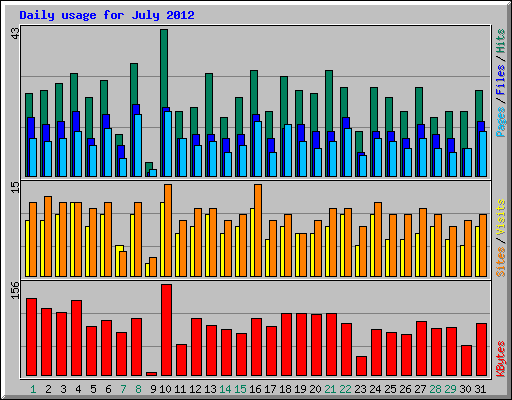 Daily usage for July 2012
43
Pages / Files / Hits
15
Sites / Visits
156
KBytes
1 2 3 4 5 6 7 8 9 10 11 12 13 14 15 16 17 18 19 20 21 22 23 24 25 26 27 28 29 30 31